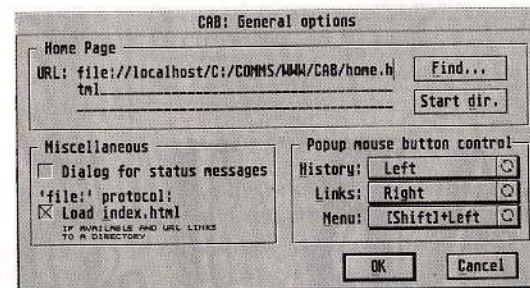 CAB: General options
Home Page
URL: file://localhost/C:/COMMS/WWW/CAB/home.h
tml
Find...
Start dir.
Miscellaneous
Dialog for status messages
'file:' protocol:
Load index.html
IF AVAILABLE AND URL LINKS
TO A DIRECTORY
Popup mouse button control
History: Left
Links: Right
Menu: [Shift]+Left
OK
Cancel